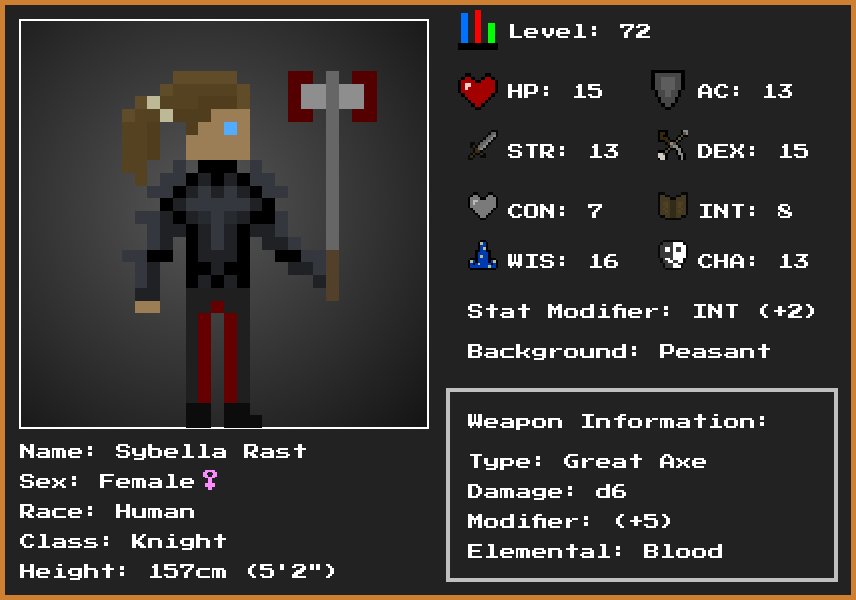 Level: 72
HP: 15 AC: 13
STR: 13 DEX: 15
CON: 7 INT: 8
WIS: 16 CHA: 13
Stat Modifier: INT (+2)
Background: Peasant
Weapon Information:
Type: Great Axe
Damage: d6
Modifier: (+5)
Elemental: Blood
Name: Sybella Rast
Sex: Female♀
Race: Human
Class: Knight
Height: 157cm (5'2")